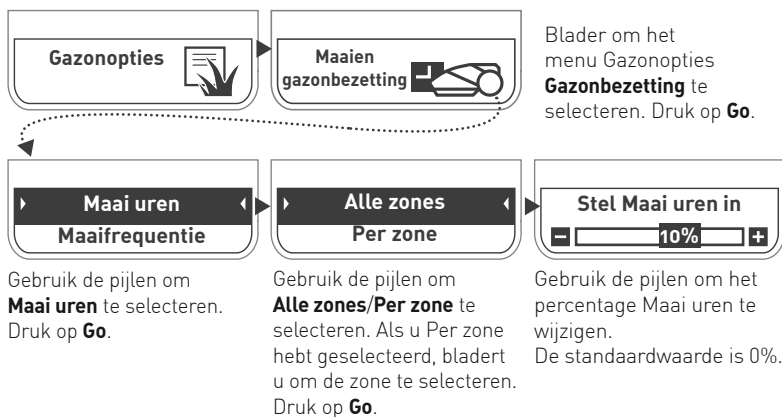 Gazonopties
Maaien
gazonbezetting
Blader om het
menu Gazonopties
Gazonbezetting te
selecteren. Druk op Go.
Maai uren
Maaifrequentie
Alle zones
Per zone
Stel Maai uren in
10%
Gebruik de pijlen om
Maai uren te selecteren.
Druk op Go.
Gebruik de pijlen om
Alle zones/Per zone te
selecteren. Als u Per zone
hebt geselecteerd, bladert
u om de zone te selecteren.
Druk op Go.
Gebruik de pijlen om het
percentage Maai uren te
wijzigen.
De standaardwaarde is 0%.